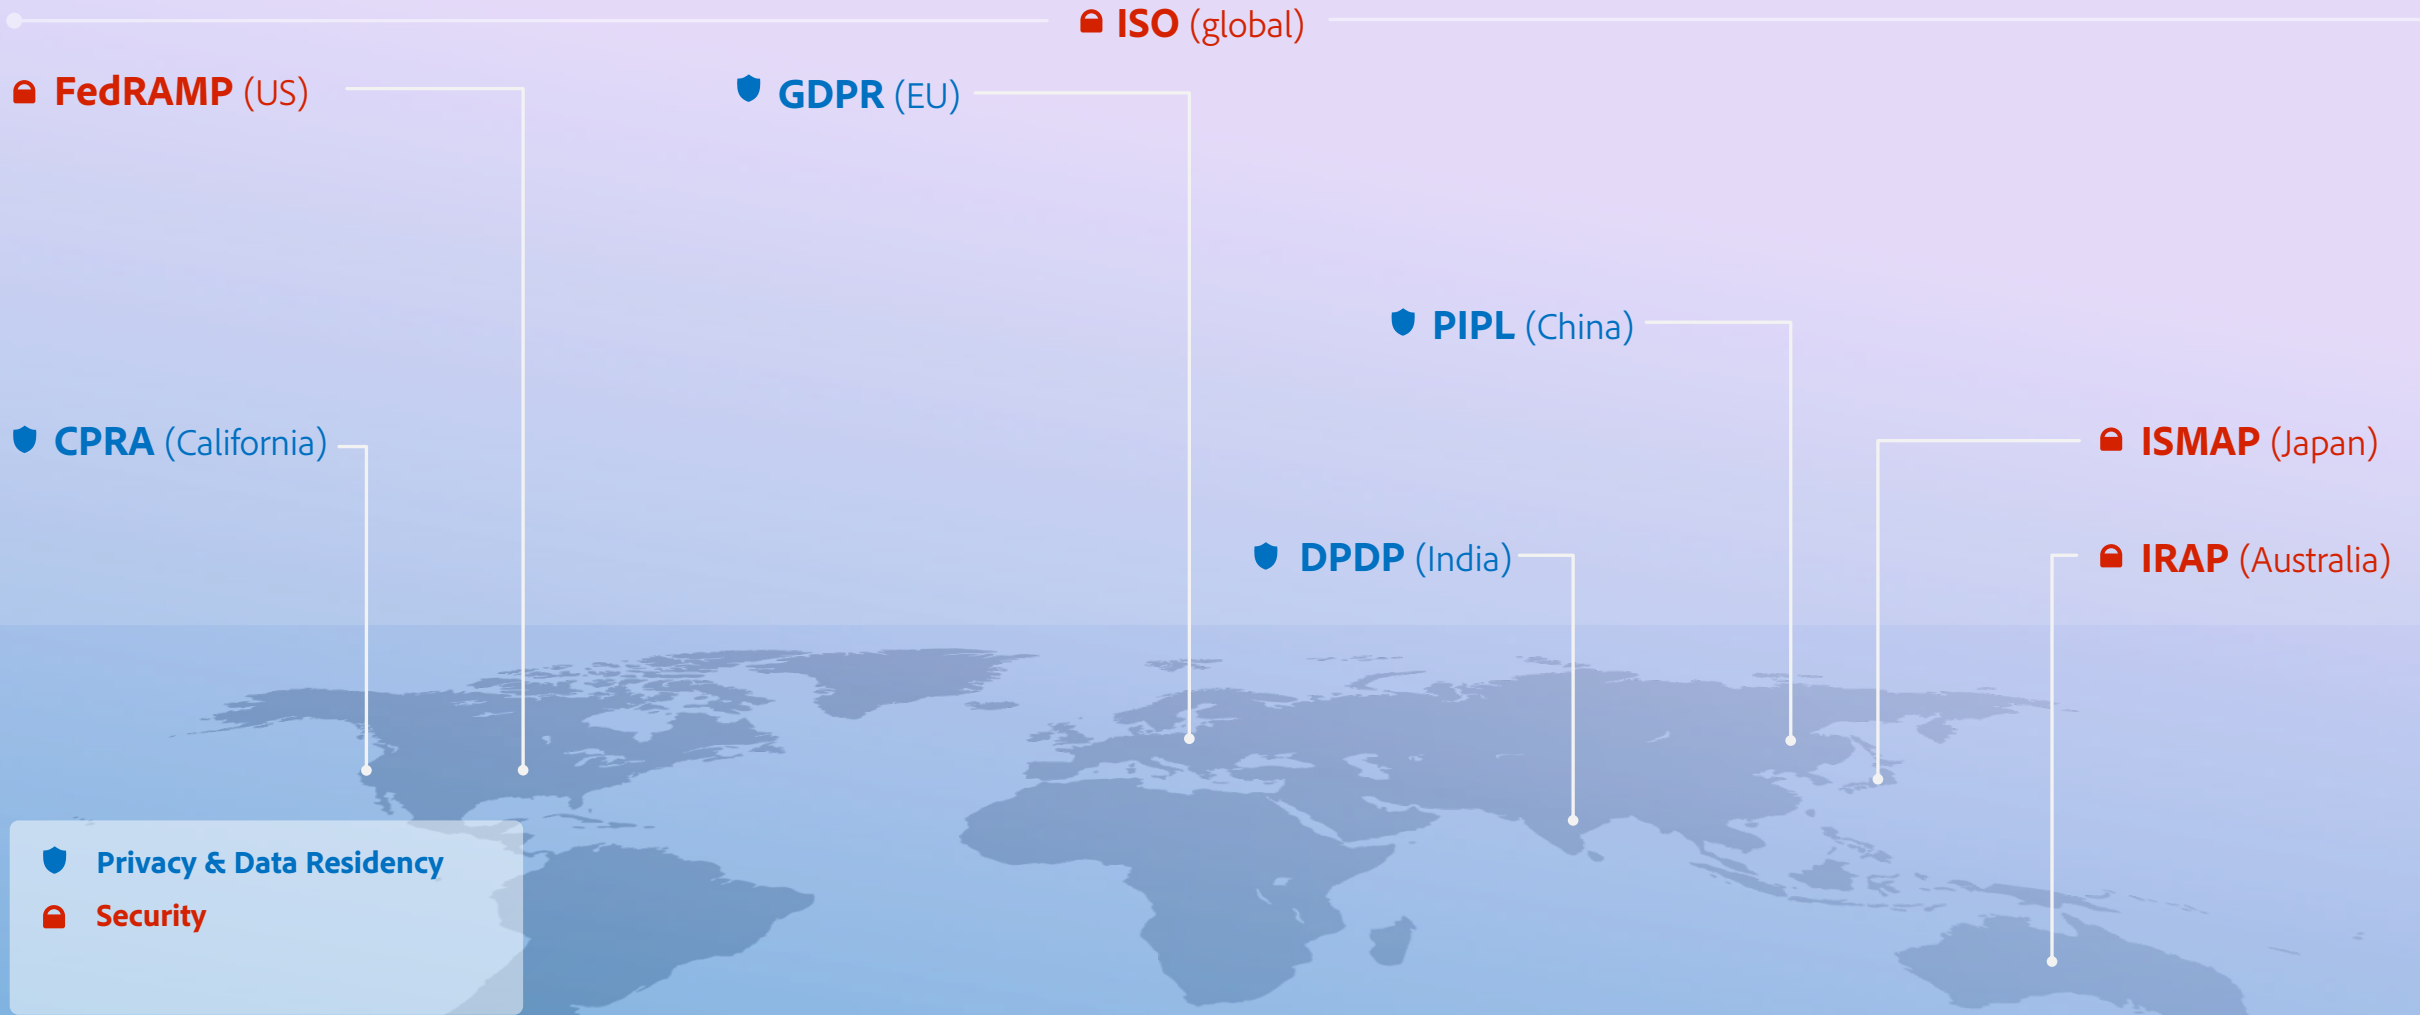 ISO (global)
FedRAMP (US)
GDPR (EU)
PIPL (China)
CPRA (California)
ISMAP (Japan)
DPDP (India)
IRAP (Australia)
Privacy & Data Residency
Security